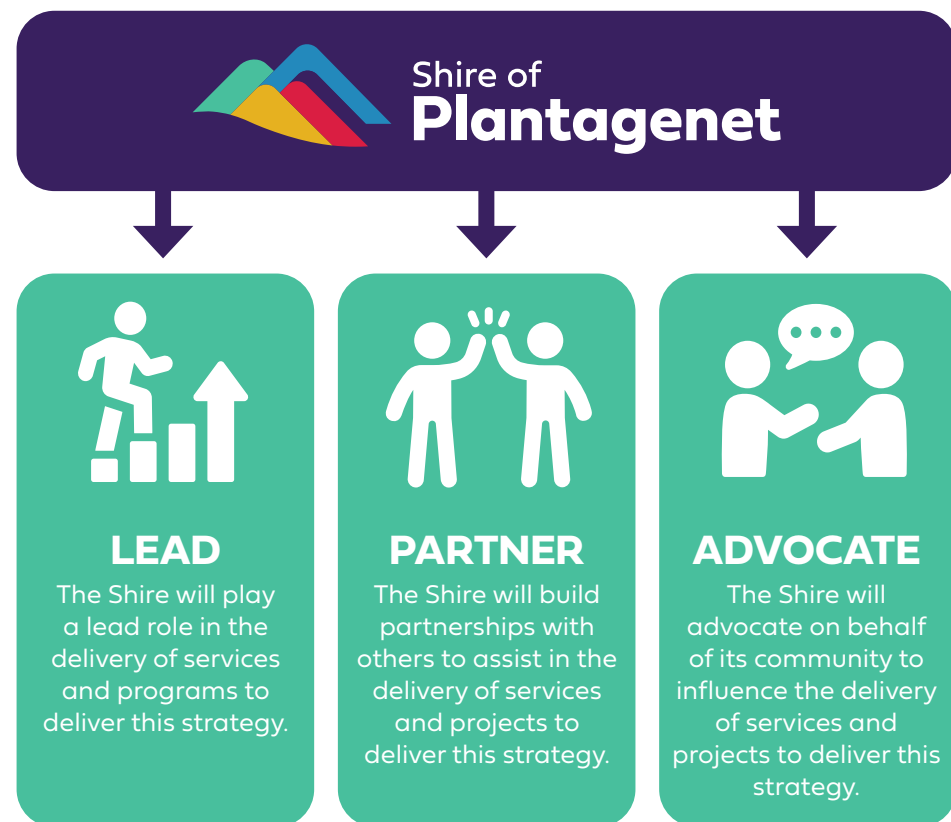 Shire of
Plantagenet
LEAD
The Shire will play
a lead role in the
delivery of services
and programs to
deliver this strategy.
PARTNER
The Shire will build
partnerships with
others to assist in the
delivery of services
and projects to
deliver this strategy.
ADVOCATE
The Shire will
advocate on behalf
of its community to
influence the delivery
of services and
projects to deliver this
strategy.